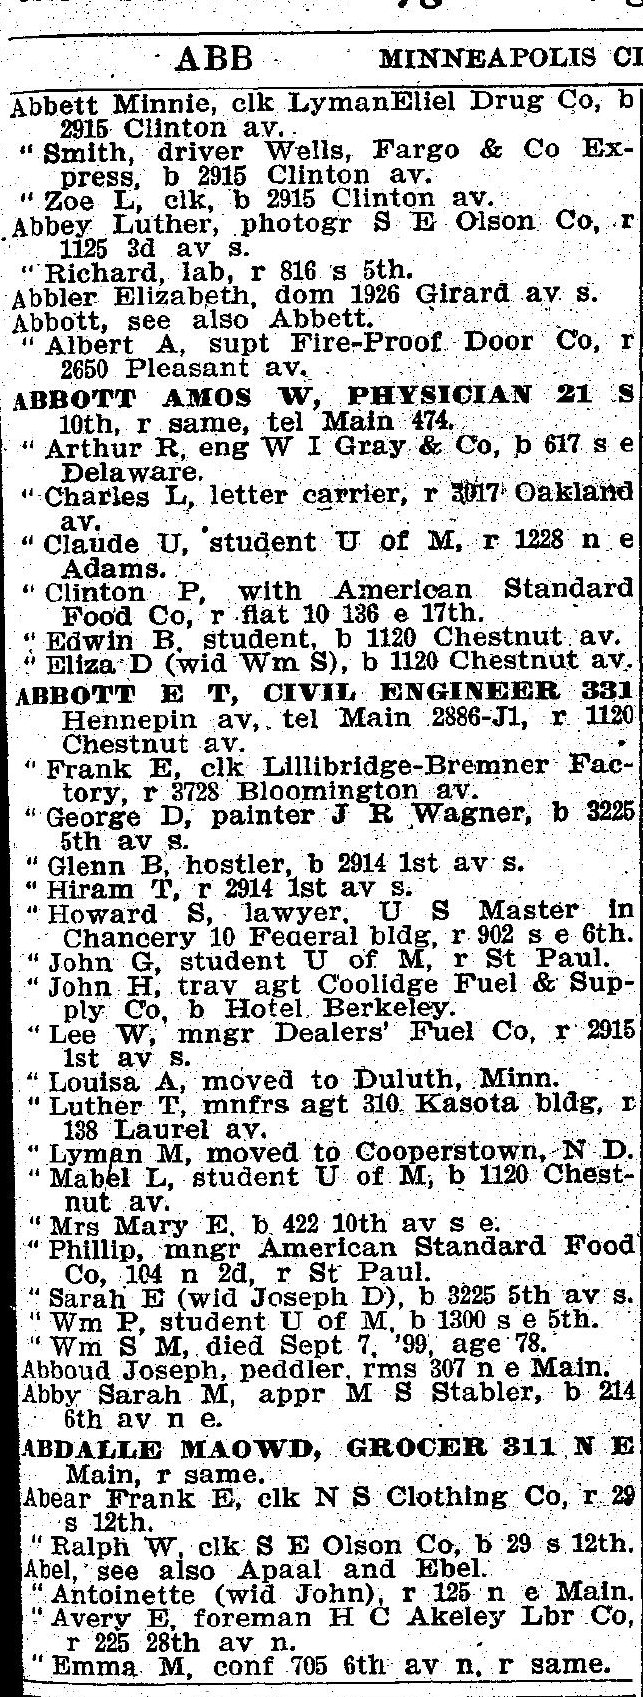 ABB MINNEAPOLIS CI
Abbett Minnie, clk LymanEliel Drug Co, b
2915 Clinton av.
" Smith, driver Wells, Fargo & Co Ex-
press, b 2915 Clinton av.
" Zoe L, clk, b 2915 Clinton av.
Abbey Luther, photogr S E Olson Co, r
1125 3d av s.
" Richard, lab, r 816 s 5th.
Abbler Elizabeth, dom 1926 Girard av s.
Abbott, see also Abbett.
" Albert A, supt Fire-Proof Door Co, r
2650 Pleasant av.
ABBOTT AMOS W, PHYSICIAN 21 S
10th, r same, tel Main 474.
" Arthur R, eng W I Gray & Co, b 617 s e
Delaware.
" Charles L, letter carrier, r 3017 Oakland
av.
" Claude U, student U of M, r 1228 n e
Adams.
" Clinton P, with American Standard
Food Co, r flat 10 136 e 17th.
" Edwin B, student, b 1120 Chestnut av.
" Eliza D (wid Wm S), b 1120 Chestnut av.
ABBOTT E T, CIVIL ENGINEER 331
Hennepin av, tel Main 2886-J1, r 1120
Chestnut av.
" Frank E, clk Lillibridge-Bremner Fac-
tory, r 3728 Bloomington av.
" George D, painter J R Wagner, b 3225
5th av s.
" Glenn B, hostler, b 2914 1st av s.
" Hiram T, r 2914 1st av s.
" Howard S, lawyer, U S Master in
Chancery 10 Federal bldg, r 902 s e 6th.
" John G, student U of M, r St Paul.
" John H, trav agt Coolidge Fuel & Sup-
ply Co, b Hotel Berkeley.
" Lee W, mngr Dealers' Fuel Co, r 2915
1st av s.
" Louisa A, moved to Duluth, Minn.
" Luther T, mnfrs agt 310 Kasota bldg, r
138 Laurel av.
" Lyman M, moved to Cooperstown, N D.
" Mabel L, student U of M, b 1120 Chest-
nut av.
" Mrs Mary E, b 422 10th av s e.
" Phillip, mngr American Standard Food
Co, 104 n 2d, r St Paul.
" Sarah E (wid Joseph D), b 3225 5th av s.
" Wm P, student U of M, b 1300 s e 5th.
" Wm S M, died Sept 7, '99, age 78.
Abboud Joseph, peddler, rms 307 n e Main.
Abby Sarah M, appr M S Stabler, b 214
6th av n e.
ABDALLE MAOWD, GROCER 311 N E
Main, r same.
Abear Frank E, clk N S Clothing Co, r 29
s 12th.
" Ralph W, clk S E Olson Co, b 29 s 12th.
Abel, see also Apaal and Ebel.
" Antoinette (wid John), r 125 n e Main.
" Avery E, foreman H C Akeley Lbr Co,
r 225 28th av n.
" Emma M, conf 705 6th av n, r same.